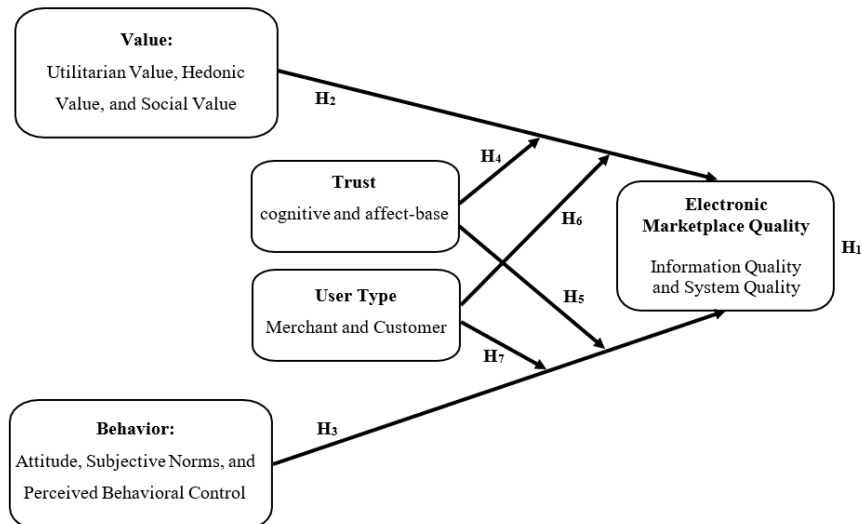 Value:
Utilitarian Value, Hedonic
Value, and Social Value
H₂
H₄
Trust
cognitive and affect-base
H₆
Electronic
Marketplace Quality
Information Quality
and System Quality
H₁
User Type
Merchant and Customer
H₅
H₇
Behavior:
Attitude, Subjective Norms, and
Perceived Behavioral Control
H₃